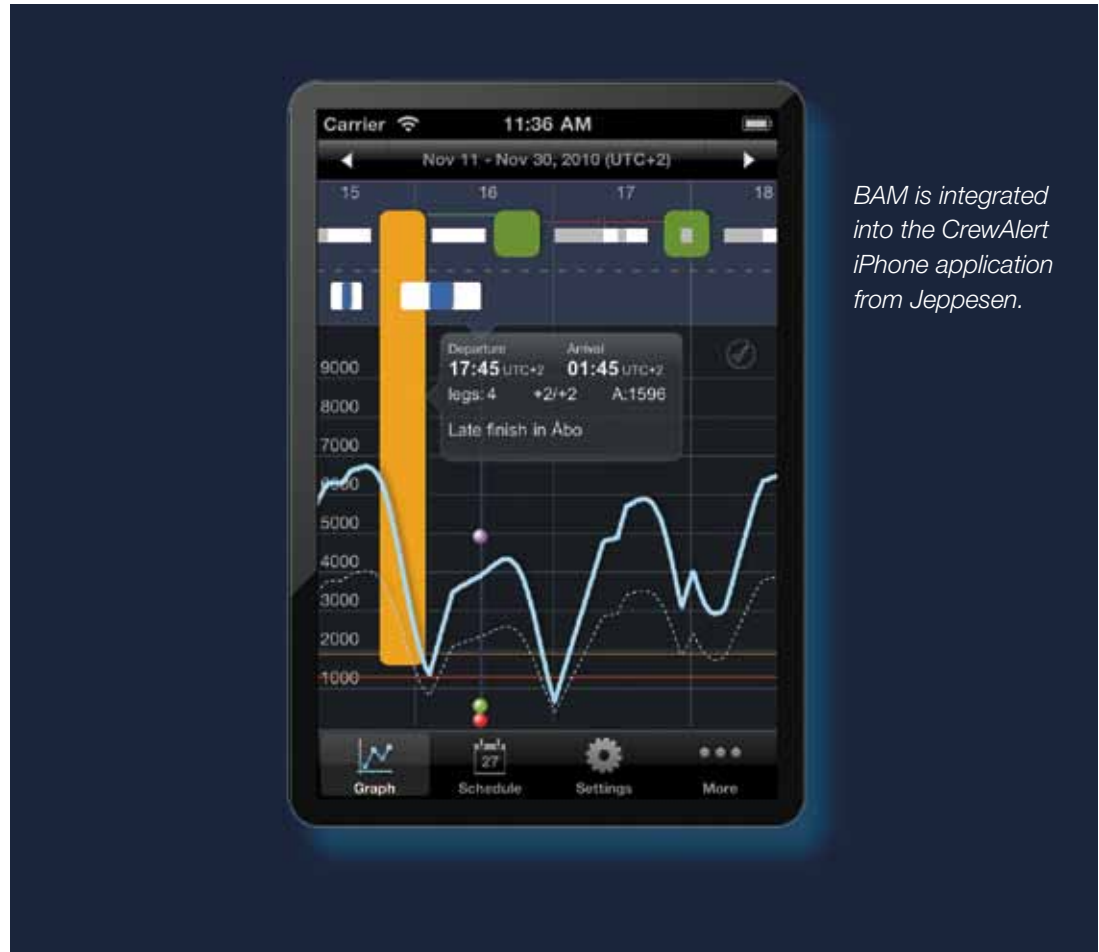 Carrier 11:36 AM
Nov 11 - Nov 30, 2010 (UTC+2)
15 16 17 18
Departure Arrival
17:45 UTC+2 01:45 UTC+2
legs: 4 +2/+2 A:1596
Late finish in Åbo
9000
8000
7000
6000
5000
4000
3000
2000
1000
27
Graph Schedule Settings More
BAM is integrated
into the CrewAlert
iPhone application
from Jeppesen.